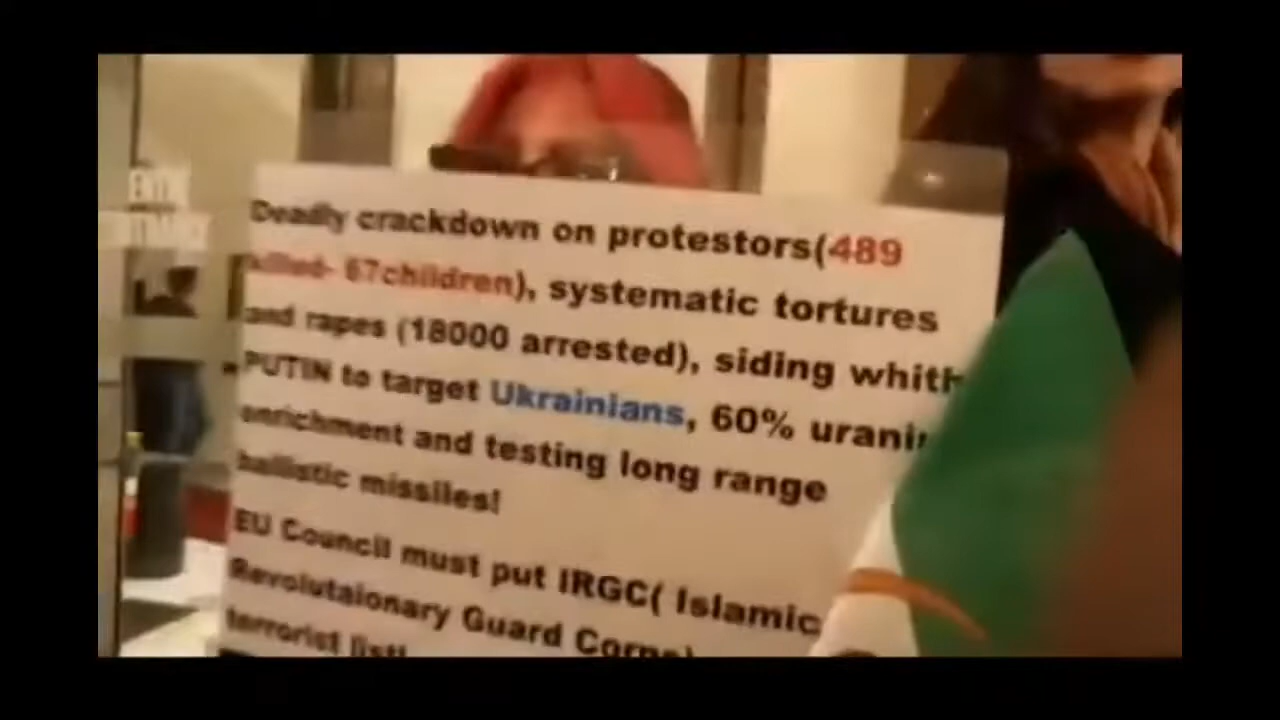 Deadly crackdown on protestors(489
killed- 67children), systematic tortures
and rapes (18000 arrested), siding whith
PUTIN to target Ukrainians, 60%
enrichment and testing long range
ballistic missiles!
EU Council must put IRGC( Islamic
Revolutaionary Guard Corps)
terrorist list!